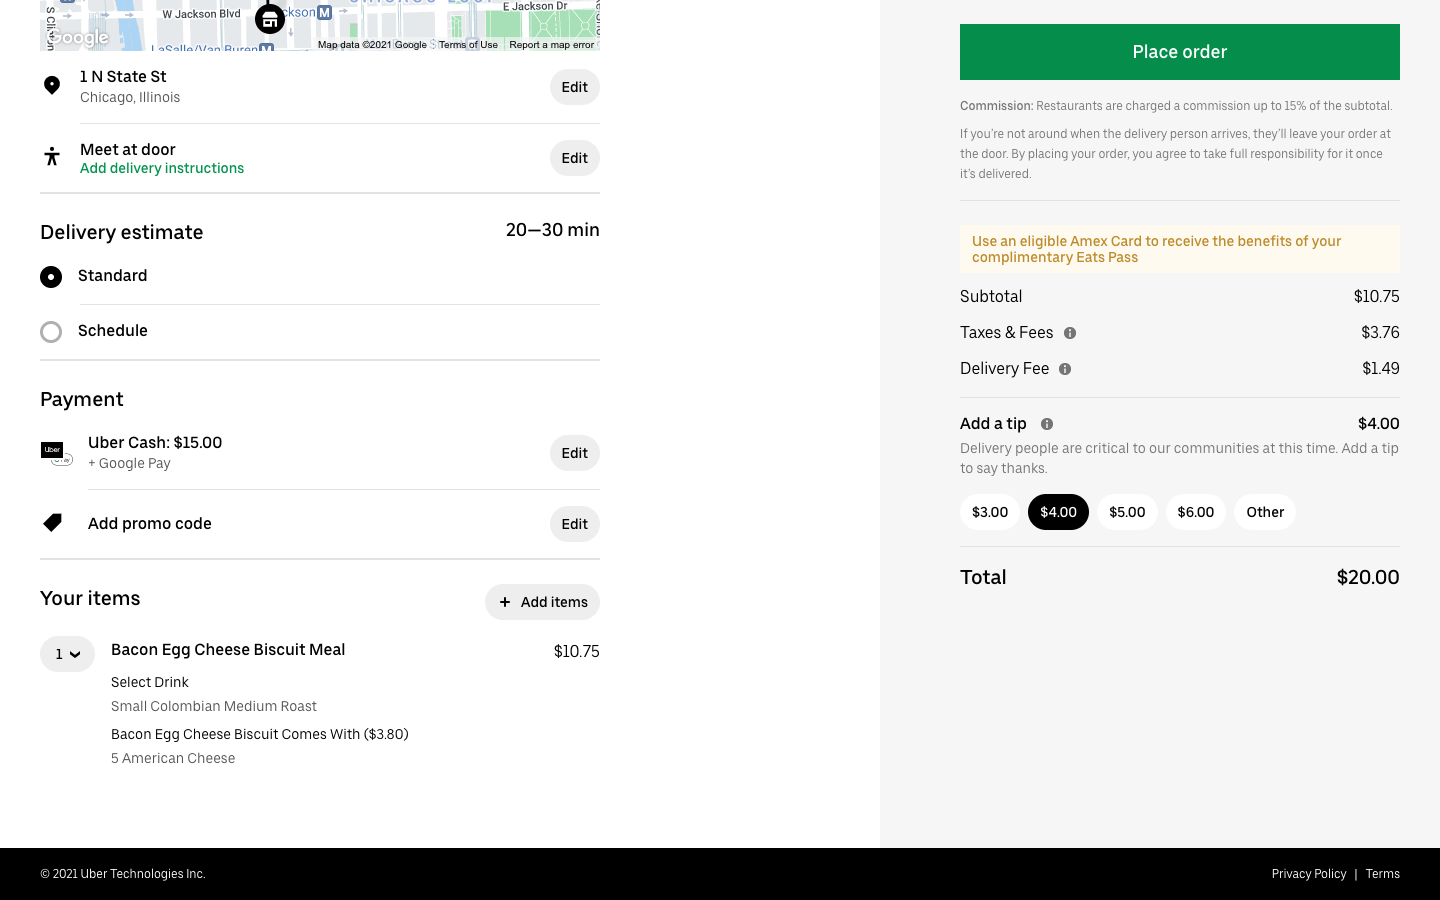 W Jackson Blvd
ckson M
E Jackson Dr
Google
LaSalle/Van Buren M
Map data ©2021 Google
Terms of Use
Report a map error
1 N State St
Chicago, Illinois
Edit
Meet at door
Add delivery instructions
Edit
Delivery estimate
20–30 min
Standard
Schedule
Payment
Uber
Uber Cash: $15.00
+ Google Pay
Edit
Add promo code
Edit
Your items
+ Add items
1
Bacon Egg Cheese Biscuit Meal
$10.75
Select Drink
Small Colombian Medium Roast
Bacon Egg Cheese Biscuit Comes With ($3.80)
5 American Cheese
Place order
Commission: Restaurants are charged a commission up to 15% of the subtotal.
If you're not around when the delivery person arrives, they'll leave your order at
the door. By placing your order, you agree to take full responsibility for it once
it's delivered.
Use an eligible Amex Card to receive the benefits of your
complimentary Eats Pass
Subtotal $10.75
Taxes & Fees $3.76
Delivery Fee $1.49
Add a tip $4.00
Delivery people are critical to our communities at this time. Add a tip
to say thanks.
$3.00 $4.00 $5.00 $6.00 Other
Total $20.00
© 2021 Uber Technologies Inc.
Privacy Policy | Terms